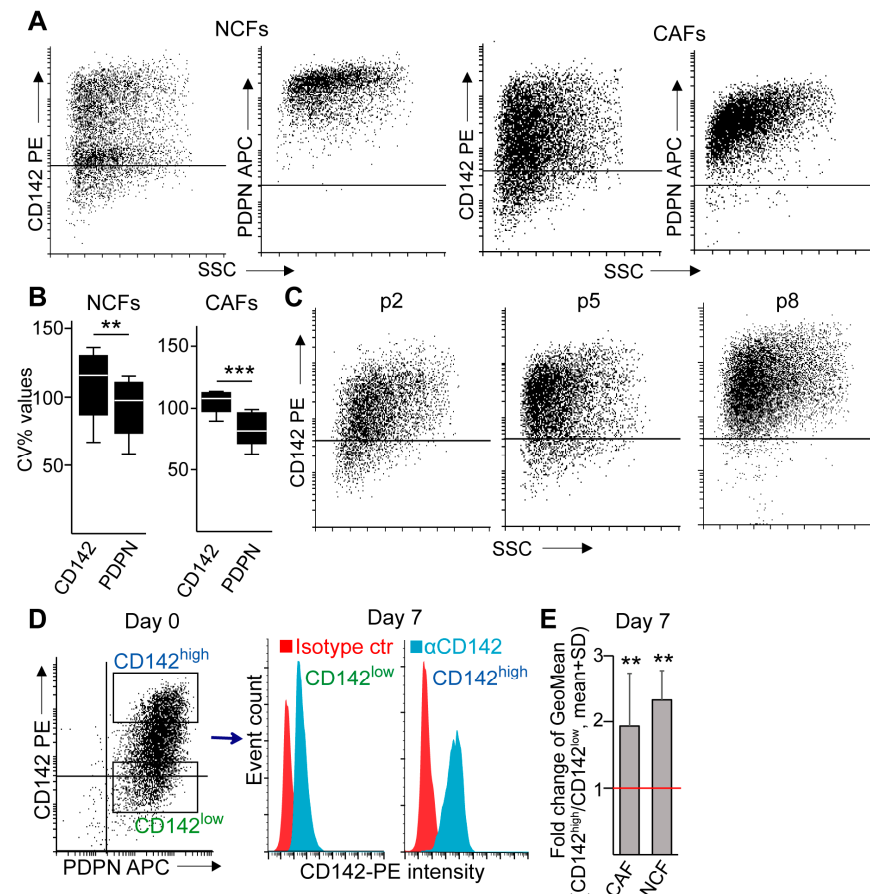 A
NCFs
CAFs
CD142 PE
PDPN APC
CD142 PE
PDPN APC
SSC
SSC
B
NCFs
CAFs
150
100
50
**
150
100
50
***
CV% values
CD142
PDPN
CD142
PDPN
C
p2
p5
p8
CD142 PE
SSC
D
Day 0
Day 7
CD142high
CD142low
CD142 PE
PDPN APC
Isotype ctr
αCD142
CD142low
CD142high
Event count
CD142-PE intensity
E
Day 7
3
2
1
**
**
Fold change of GeoMean
(CD142high/CD142low, mean+SD)
CAF
NCF